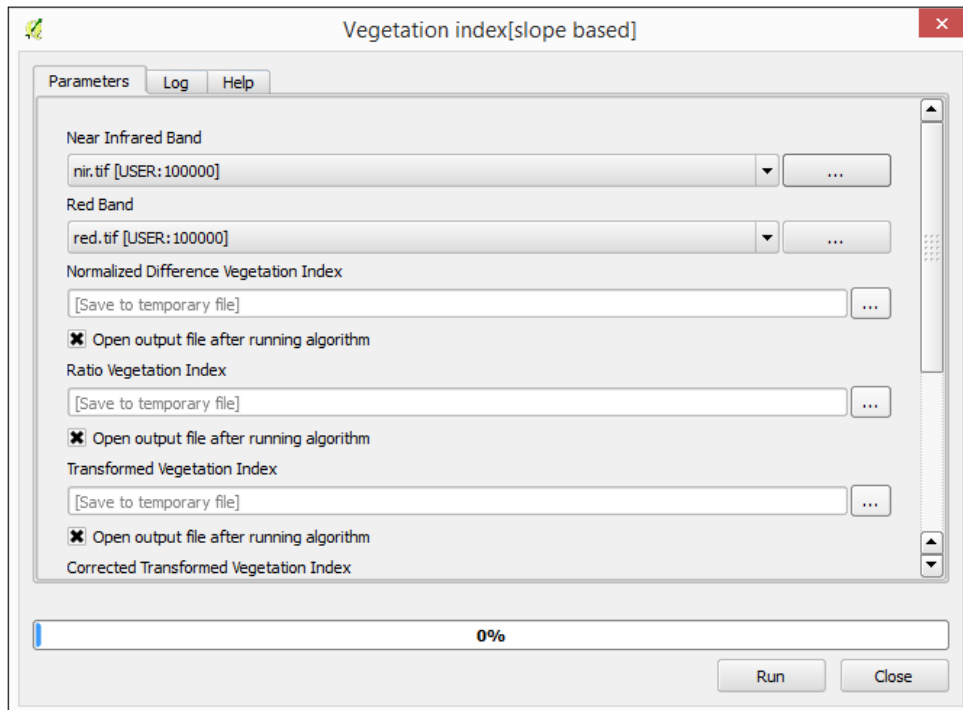 Vegetation index[slope based]
Parameters Log Help
Near Infrared Band
nir.tif [USER:100000] ...
Red Band
red.tif [USER:100000] ...
Normalized Difference Vegetation Index
[Save to temporary file] ...
Open output file after running algorithm
Ratio Vegetation Index
[Save to temporary file] ...
Open output file after running algorithm
Transformed Vegetation Index
[Save to temporary file] ...
Open output file after running algorithm
Corrected Transformed Vegetation Index
0%
Run Close